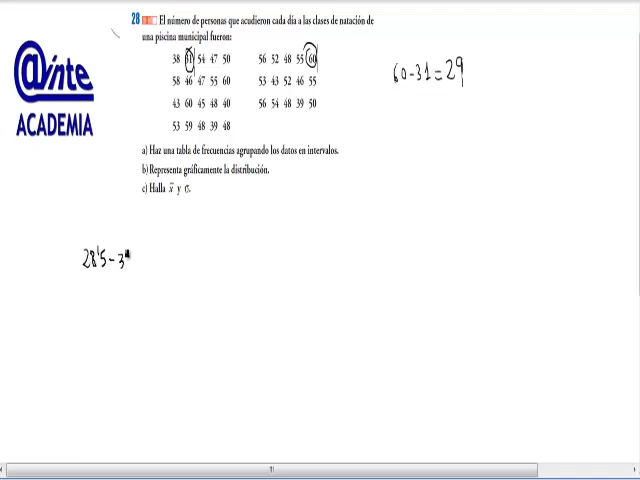 28 El número de personas que acudieron cada día a las clases de natación de
una piscina municipal fueron:
38 31 54 47 50 56 52 48 55 60
58 46 47 55 60 53 43 52 46 55
43 60 45 48 40 56 54 48 39 50
53 59 48 39 48
a) Haz una tabla de frecuencias agrupando los datos en intervalos.
b) Representa gráficamente la distribución.
c) Halla x̄ y σ.
@inte
ACADEMIA
60-31=29
28'5-3